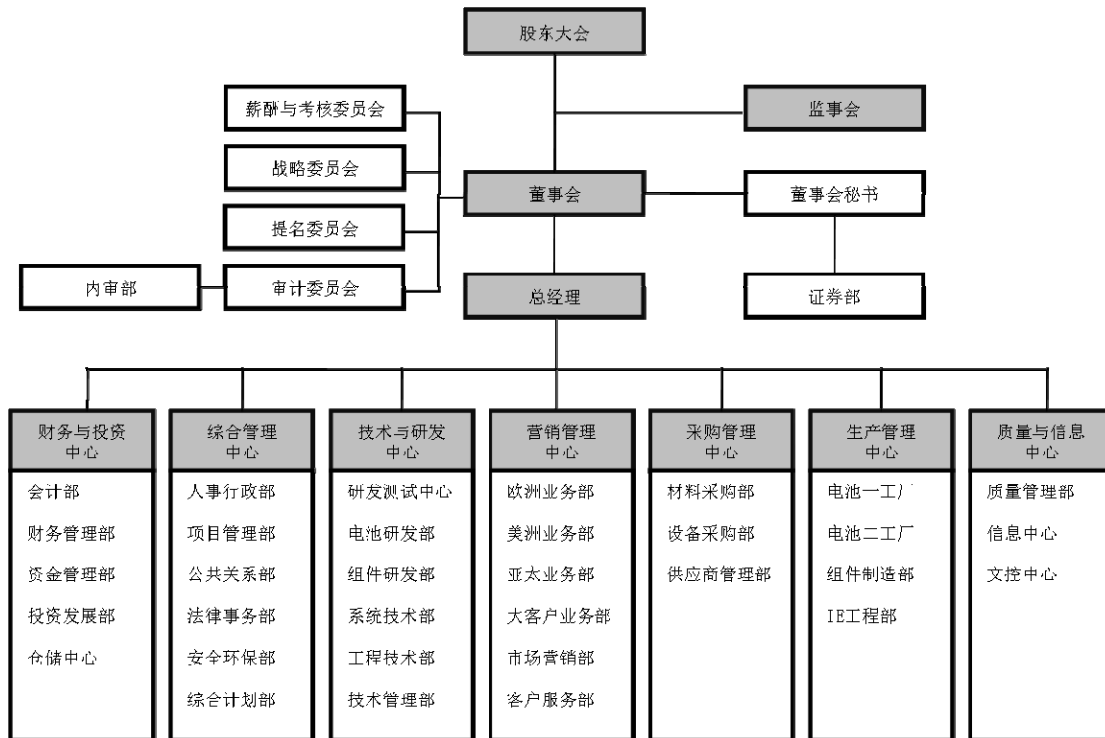 股东大会
薪酬与考核委员会
监事会
战略委员会
董事会
董事会秘书
提名委员会
内审部
审计委员会
总经理
证券部
财务与投资
中心
会计部
财务管理部
资金管理部
投资发展部
仓储中心
综合管理
中心
人事行政部
项目管理部
公共关系部
法律事务部
安全环保部
综合计划部
技术与研发
中心
研发测试中心
电池研发部
组件研发部
系统技术部
工程技术部
技术管理部
营销管理
中心
欧洲业务部
美洲业务部
亚太业务部
大客户业务部
市场营销部
客户服务部
采购管理
中心
材料采购部
设备采购部
供应商管理部
生产管理
中心
电池一工厂
电池二工厂
组件制造部
IE工程部
质量与信息
中心
质量管理部
信息中心
文控中心